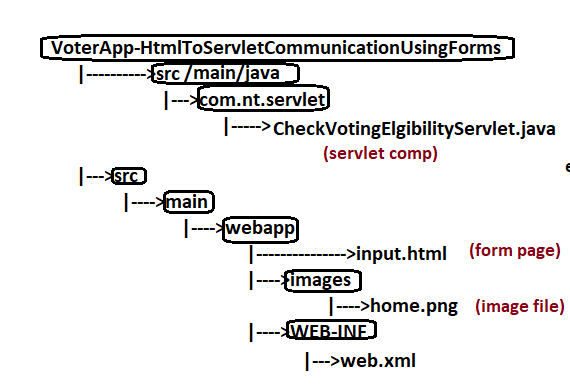 VoterApp-HtmlToServletCommunicationUsingForms
|---------->src /main/java
|--->com.nt.servlet
|----->CheckVotingElgibilityServlet.java
(servlet comp)
e
|--->src
|---->main
|---->webapp
|--------------->input.html (form page)
|---->images
|---->home.png (image file)
|---->WEB-INF
|--->web.xml